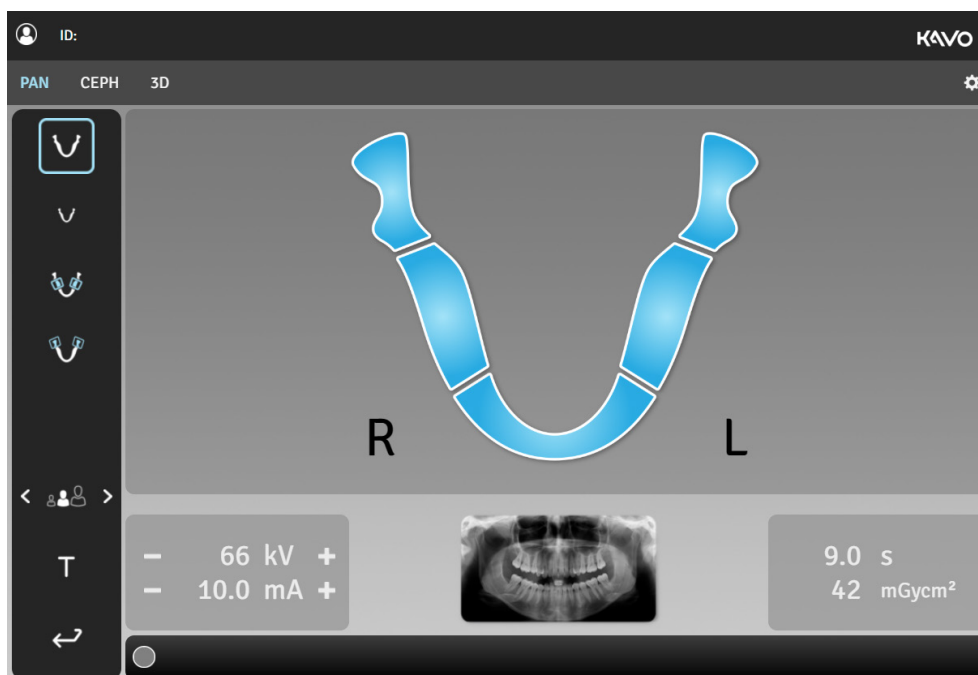 ID:
KAVO
PAN CEPH 3D
R L
T
− 66 kV +
− 10.0 mA +
9.0 s
42 mGycm²